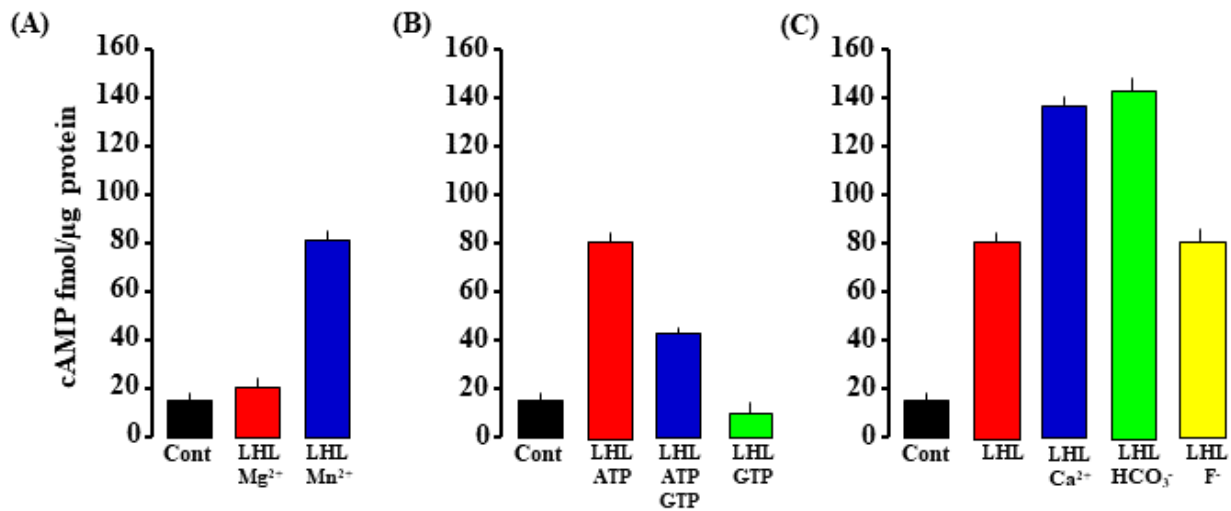 (A)
cAMP fmol/µg protein
160
140
120
100
80
60
40
20
0
Cont
LHL
Mg²⁺
LHL
Mn²⁺
(B)
160
140
120
100
80
60
40
20
0
Cont
LHL
ATP
LHL
ATP
GTP
LHL
GTP
(C)
160
140
120
100
80
60
40
20
0
Cont
LHL
LHL
Ca²⁺
LHL
HCO₃⁻
LHL
F⁻